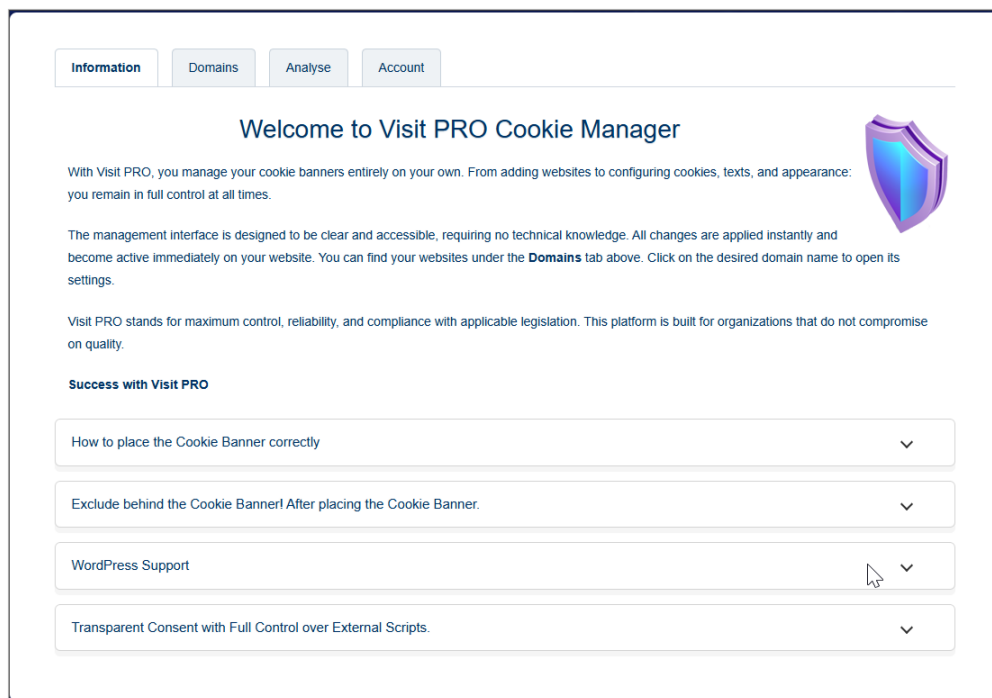 Information
Domains
Analyse
Account
Welcome to Visit PRO Cookie Manager
With Visit PRO, you manage your cookie banners entirely on your own. From adding websites to configuring cookies, texts, and appearance:
you remain in full control at all times.
The management interface is designed to be clear and accessible, requiring no technical knowledge. All changes are applied instantly and
become active immediately on your website. You can find your websites under the Domains tab above. Click on the desired domain name to open its
settings.
Visit PRO stands for maximum control, reliability, and compliance with applicable legislation. This platform is built for organizations that do not compromise
on quality.
Success with Visit PRO
How to place the Cookie Banner correctly
Exclude behind the Cookie Banner! After placing the Cookie Banner.
WordPress Support
Transparent Consent with Full Control over External Scripts.